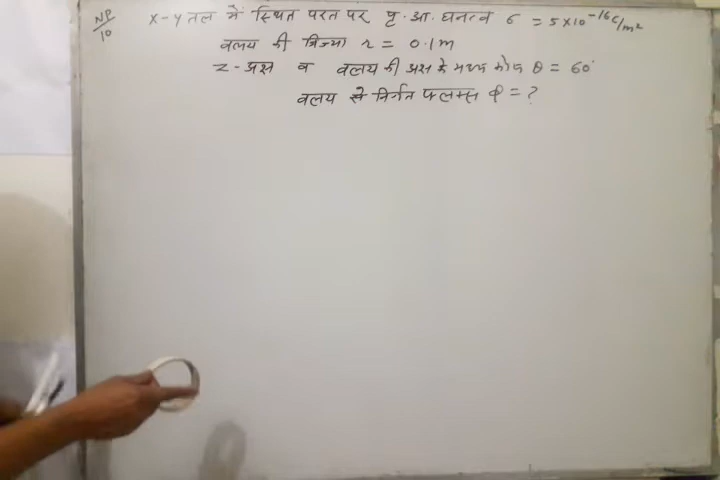 NP/10
x-y तल में स्थित परत पर पृ. आ. घनत्व σ = 5×10⁻¹⁶ C/m²
वलय की त्रिज्या r = 0.1m
z-अक्ष व वलय की अक्ष के मध्य कोण θ = 60°
वलय से निर्गत फ्लक्स φ = ?